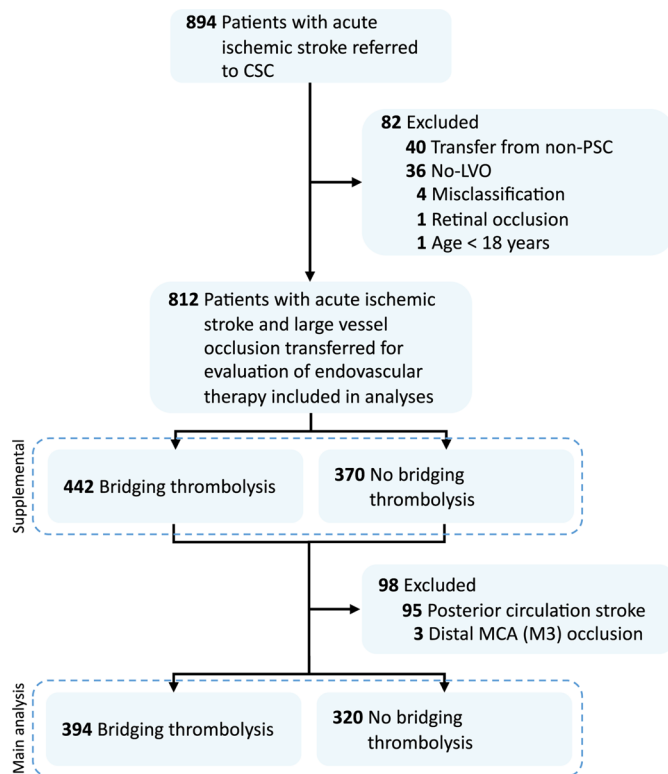 894 Patients with acute
ischemic stroke referred
to CSC
82 Excluded
40 Transfer from non-PSC
36 No-LVO
4 Misclassification
1 Retinal occlusion
1 Age < 18 years
812 Patients with acute ischemic
stroke and large vessel
occlusion transferred for
evaluation of endovascular
therapy included in analyses
Supplemental
442 Bridging thrombolysis
370 No bridging
thrombolysis
98 Excluded
95 Posterior circulation stroke
3 Distal MCA (M3) occlusion
Main analysis
394 Bridging thrombolysis
320 No bridging
thrombolysis